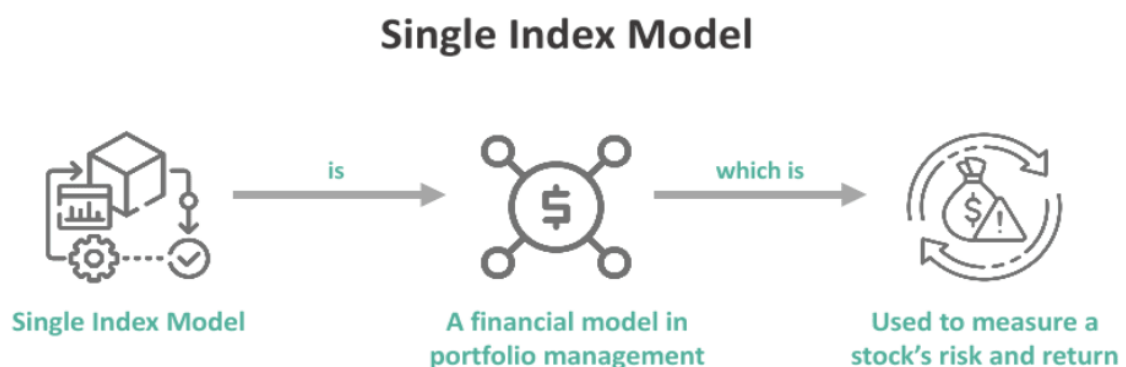 Single Index Model
is
which is
$
$
!
Single Index Model
A financial model in
portfolio management
Used to measure a
stock's risk and return